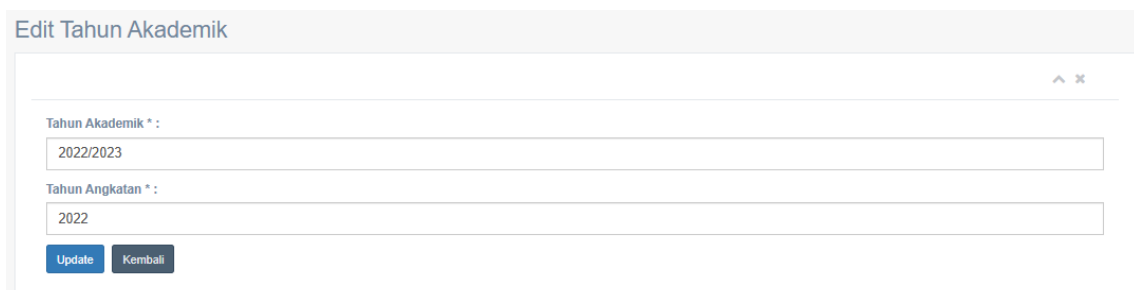 Edit Tahun Akademik
Tahun Akademik * :
2022/2023
Tahun Angkatan * :
2022
Update Kembali